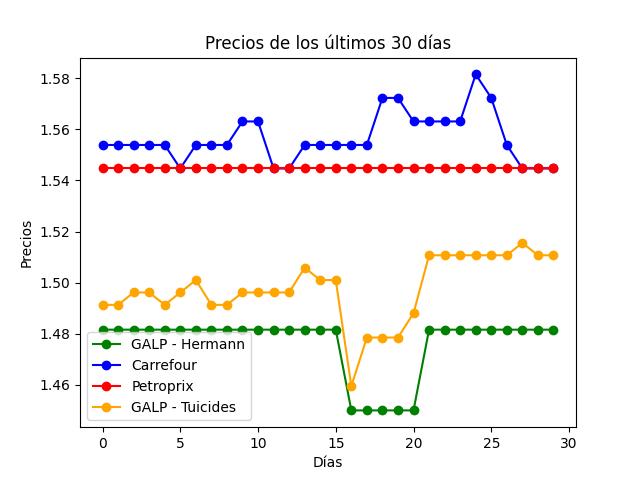 Precios de los últimos 30 días
Precios
1.58
1.56
1.54
1.52
1.50
1.48
1.46
GALP - Hermann
Carrefour
Petroprix
GALP - Tuicides
0 5 10 15 20 25 30
Días